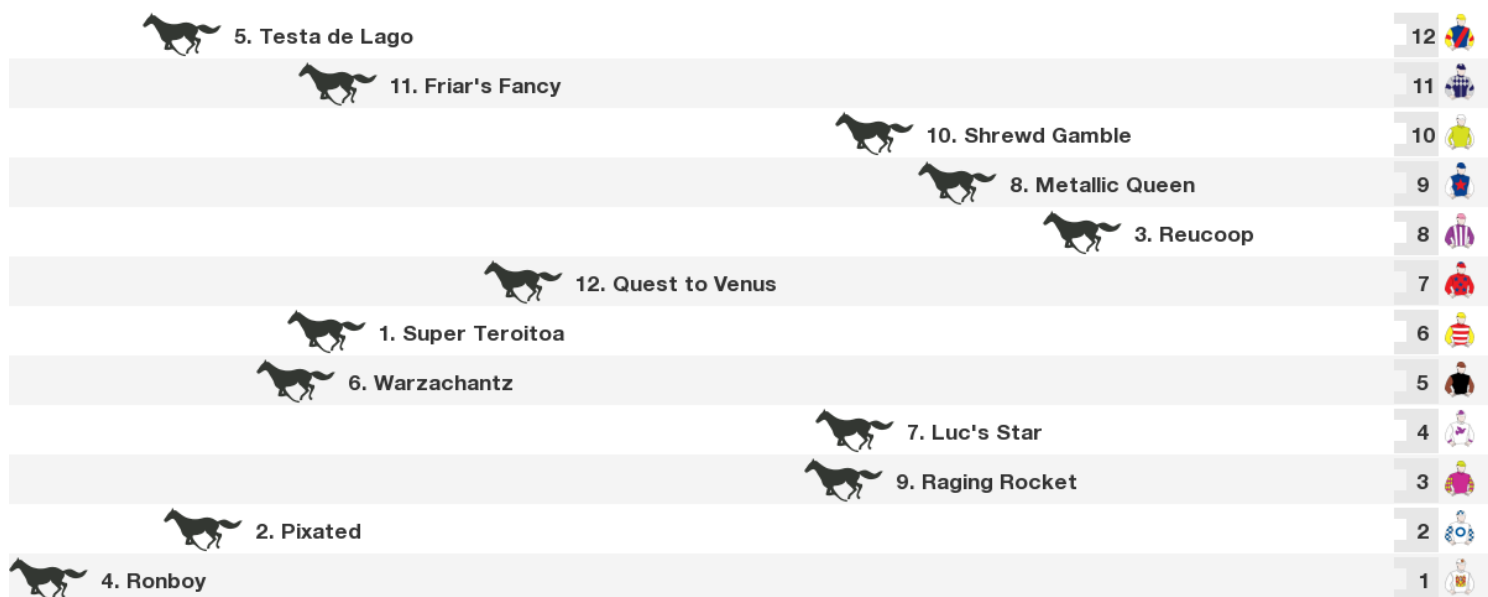 5. Testa de Lago 12
11. Friar's Fancy 11
10. Shrewd Gamble 10
8. Metallic Queen 9
3. Reucoop 8
12. Quest to Venus 7
1. Super Teroitoa 6
6. Warzachantz 5
7. Luc's Star 4
9. Raging Rocket 3
2. Pixated 2
4. Ronboy 1